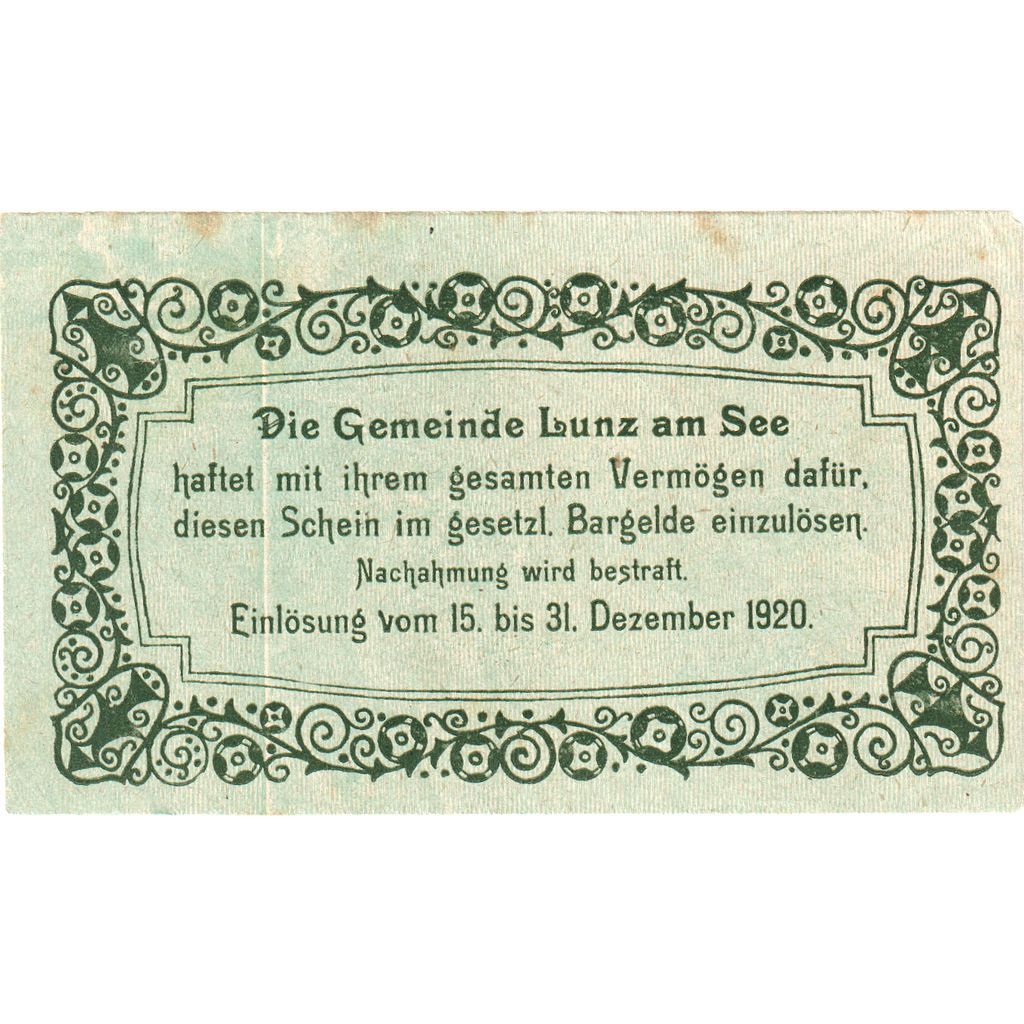 Die Gemeinde Lunz am See
haftet mit ihrem gesamten Vermögen dafür,
diesen Schein im gesetzl. Bargelde einzulösen.
Nachahmung wird bestraft.
Einlösung vom 15. bis 31. Dezember 1920.